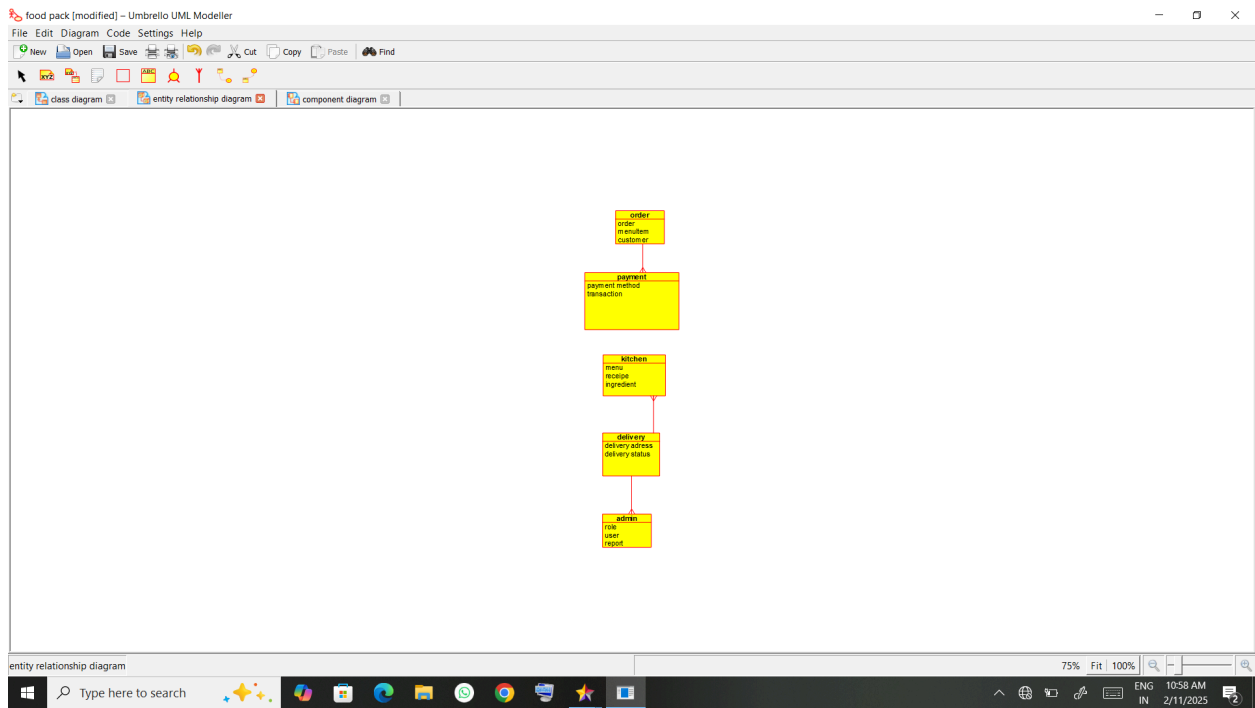 food pack [modified] – Umbrello UML Modeller
File Edit Diagram Code Settings Help
New Open Save Cut Copy Paste Find
XYZ ABC
class diagram entity relationship diagram component diagram
order
order
menuItem
customer
payment
payment method
transaction
kitchen
menu
receipe
ingredient
delivery
delivery adress
delivery status
admin
role
user
report
entity relationship diagram
75% Fit 100%
Type here to search
ENG 10:58 AM
IN 2/11/2025
2